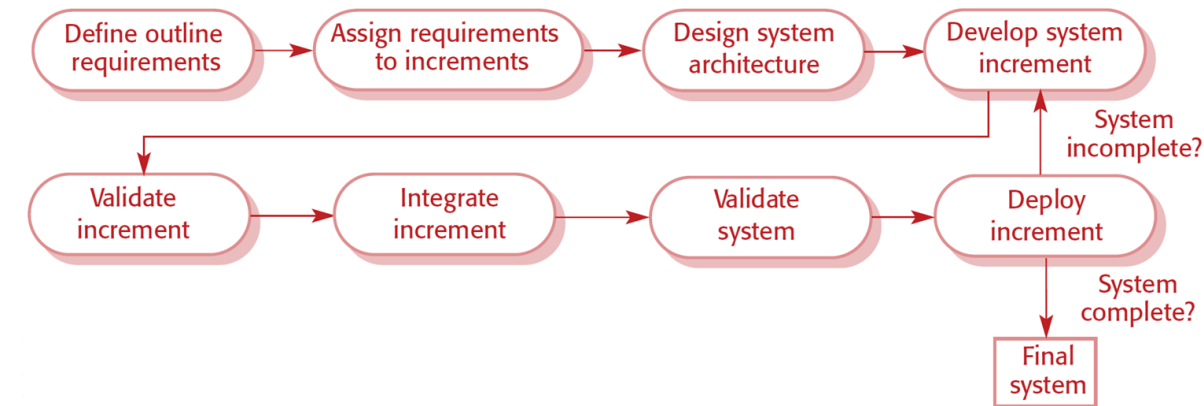 Define outline
requirements
Assign requirements
to increments
Design system
architecture
Develop system
increment
System
incomplete?
Validate
increment
Integrate
increment
Validate
system
Deploy
increment
System
complete?
Final
system